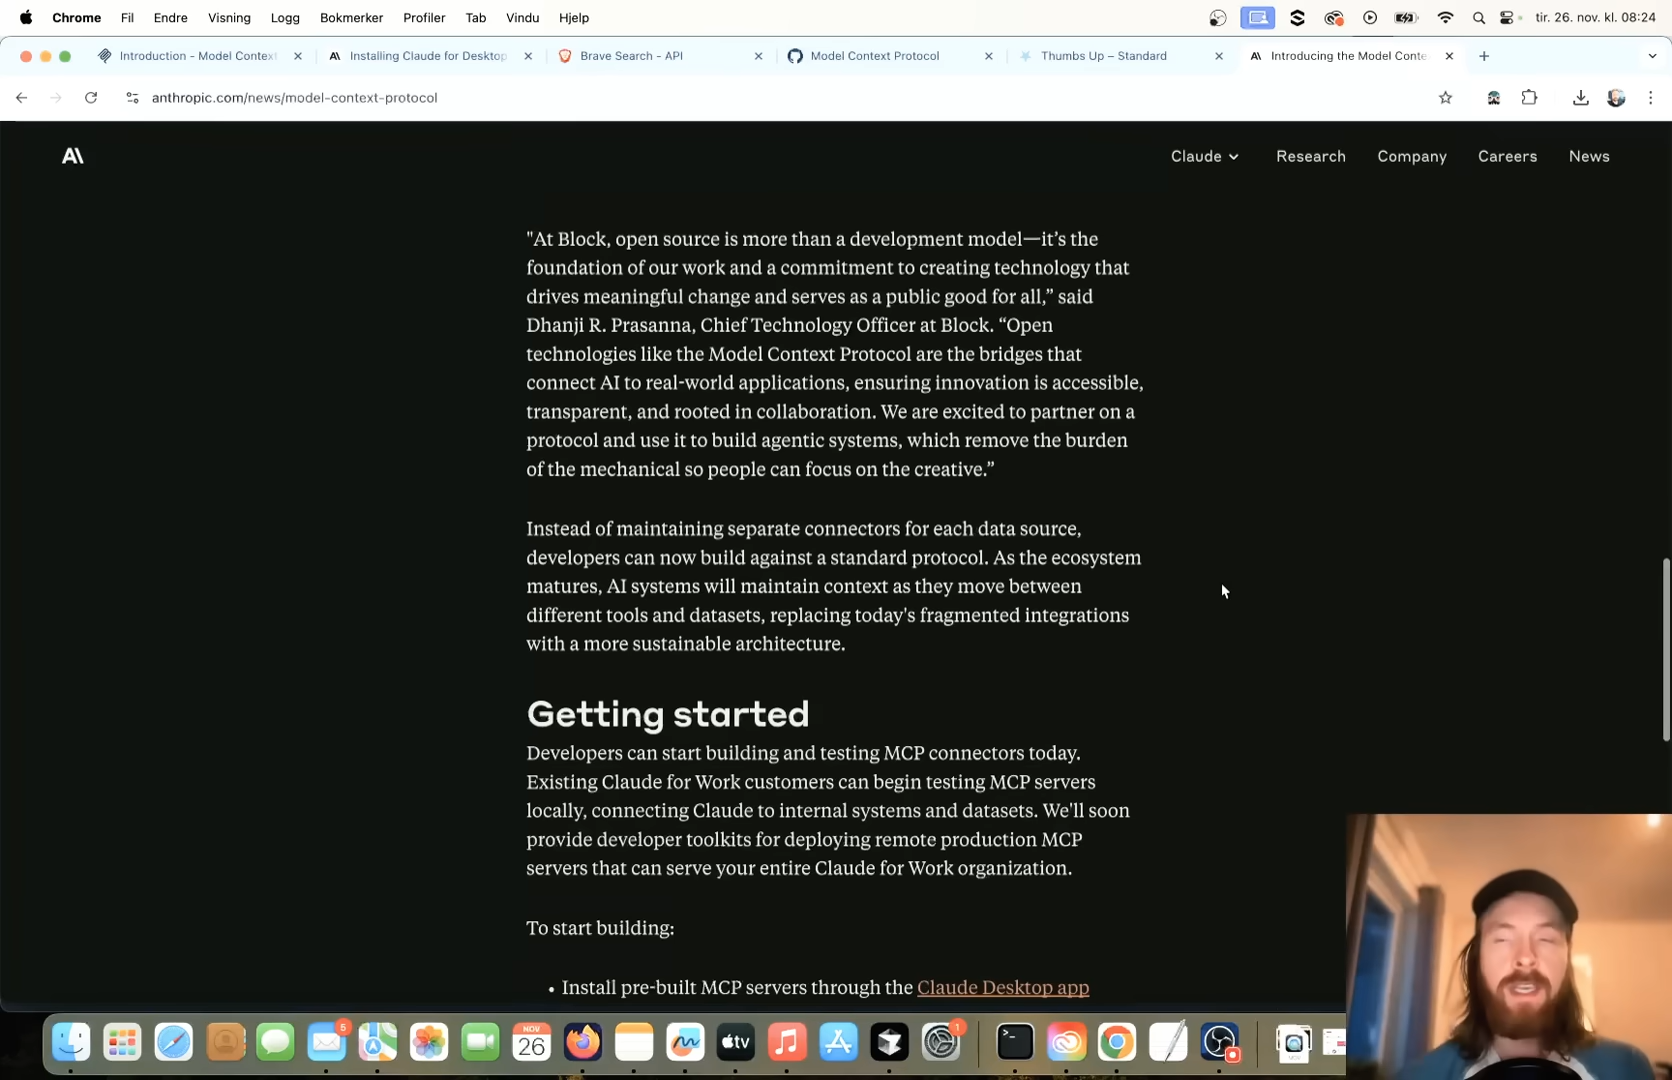 Chrome Fil Endre Visning Logg Bokmerker Profiler Tab Vindu Hjelp tir. 26. nov. kl. 08:24
Introduction - Model Context Installing Claude for Desktop Brave Search - API Model Context Protocol Thumbs Up – Standard Introducing the Model Conte
anthropic.com/news/model-context-protocol
A\ Claude Research Company Careers News
"At Block, open source is more than a development model—it’s the
foundation of our work and a commitment to creating technology that
drives meaningful change and serves as a public good for all,” said
Dhanji R. Prasanna, Chief Technology Officer at Block. “Open
technologies like the Model Context Protocol are the bridges that
connect AI to real-world applications, ensuring innovation is accessible,
transparent, and rooted in collaboration. We are excited to partner on a
protocol and use it to build agentic systems, which remove the burden
of the mechanical so people can focus on the creative.”
Instead of maintaining separate connectors for each data source,
developers can now build against a standard protocol. As the ecosystem
matures, AI systems will maintain context as they move between
different tools and datasets, replacing today's fragmented integrations
with a more sustainable architecture.
Getting started
Developers can start building and testing MCP connectors today.
Existing Claude for Work customers can begin testing MCP servers
locally, connecting Claude to internal systems and datasets. We'll soon
provide developer toolkits for deploying remote production MCP
servers that can serve your entire Claude for Work organization.
To start building:
• Install pre-built MCP servers through the Claude Desktop app
5 NOV 26 tv 1